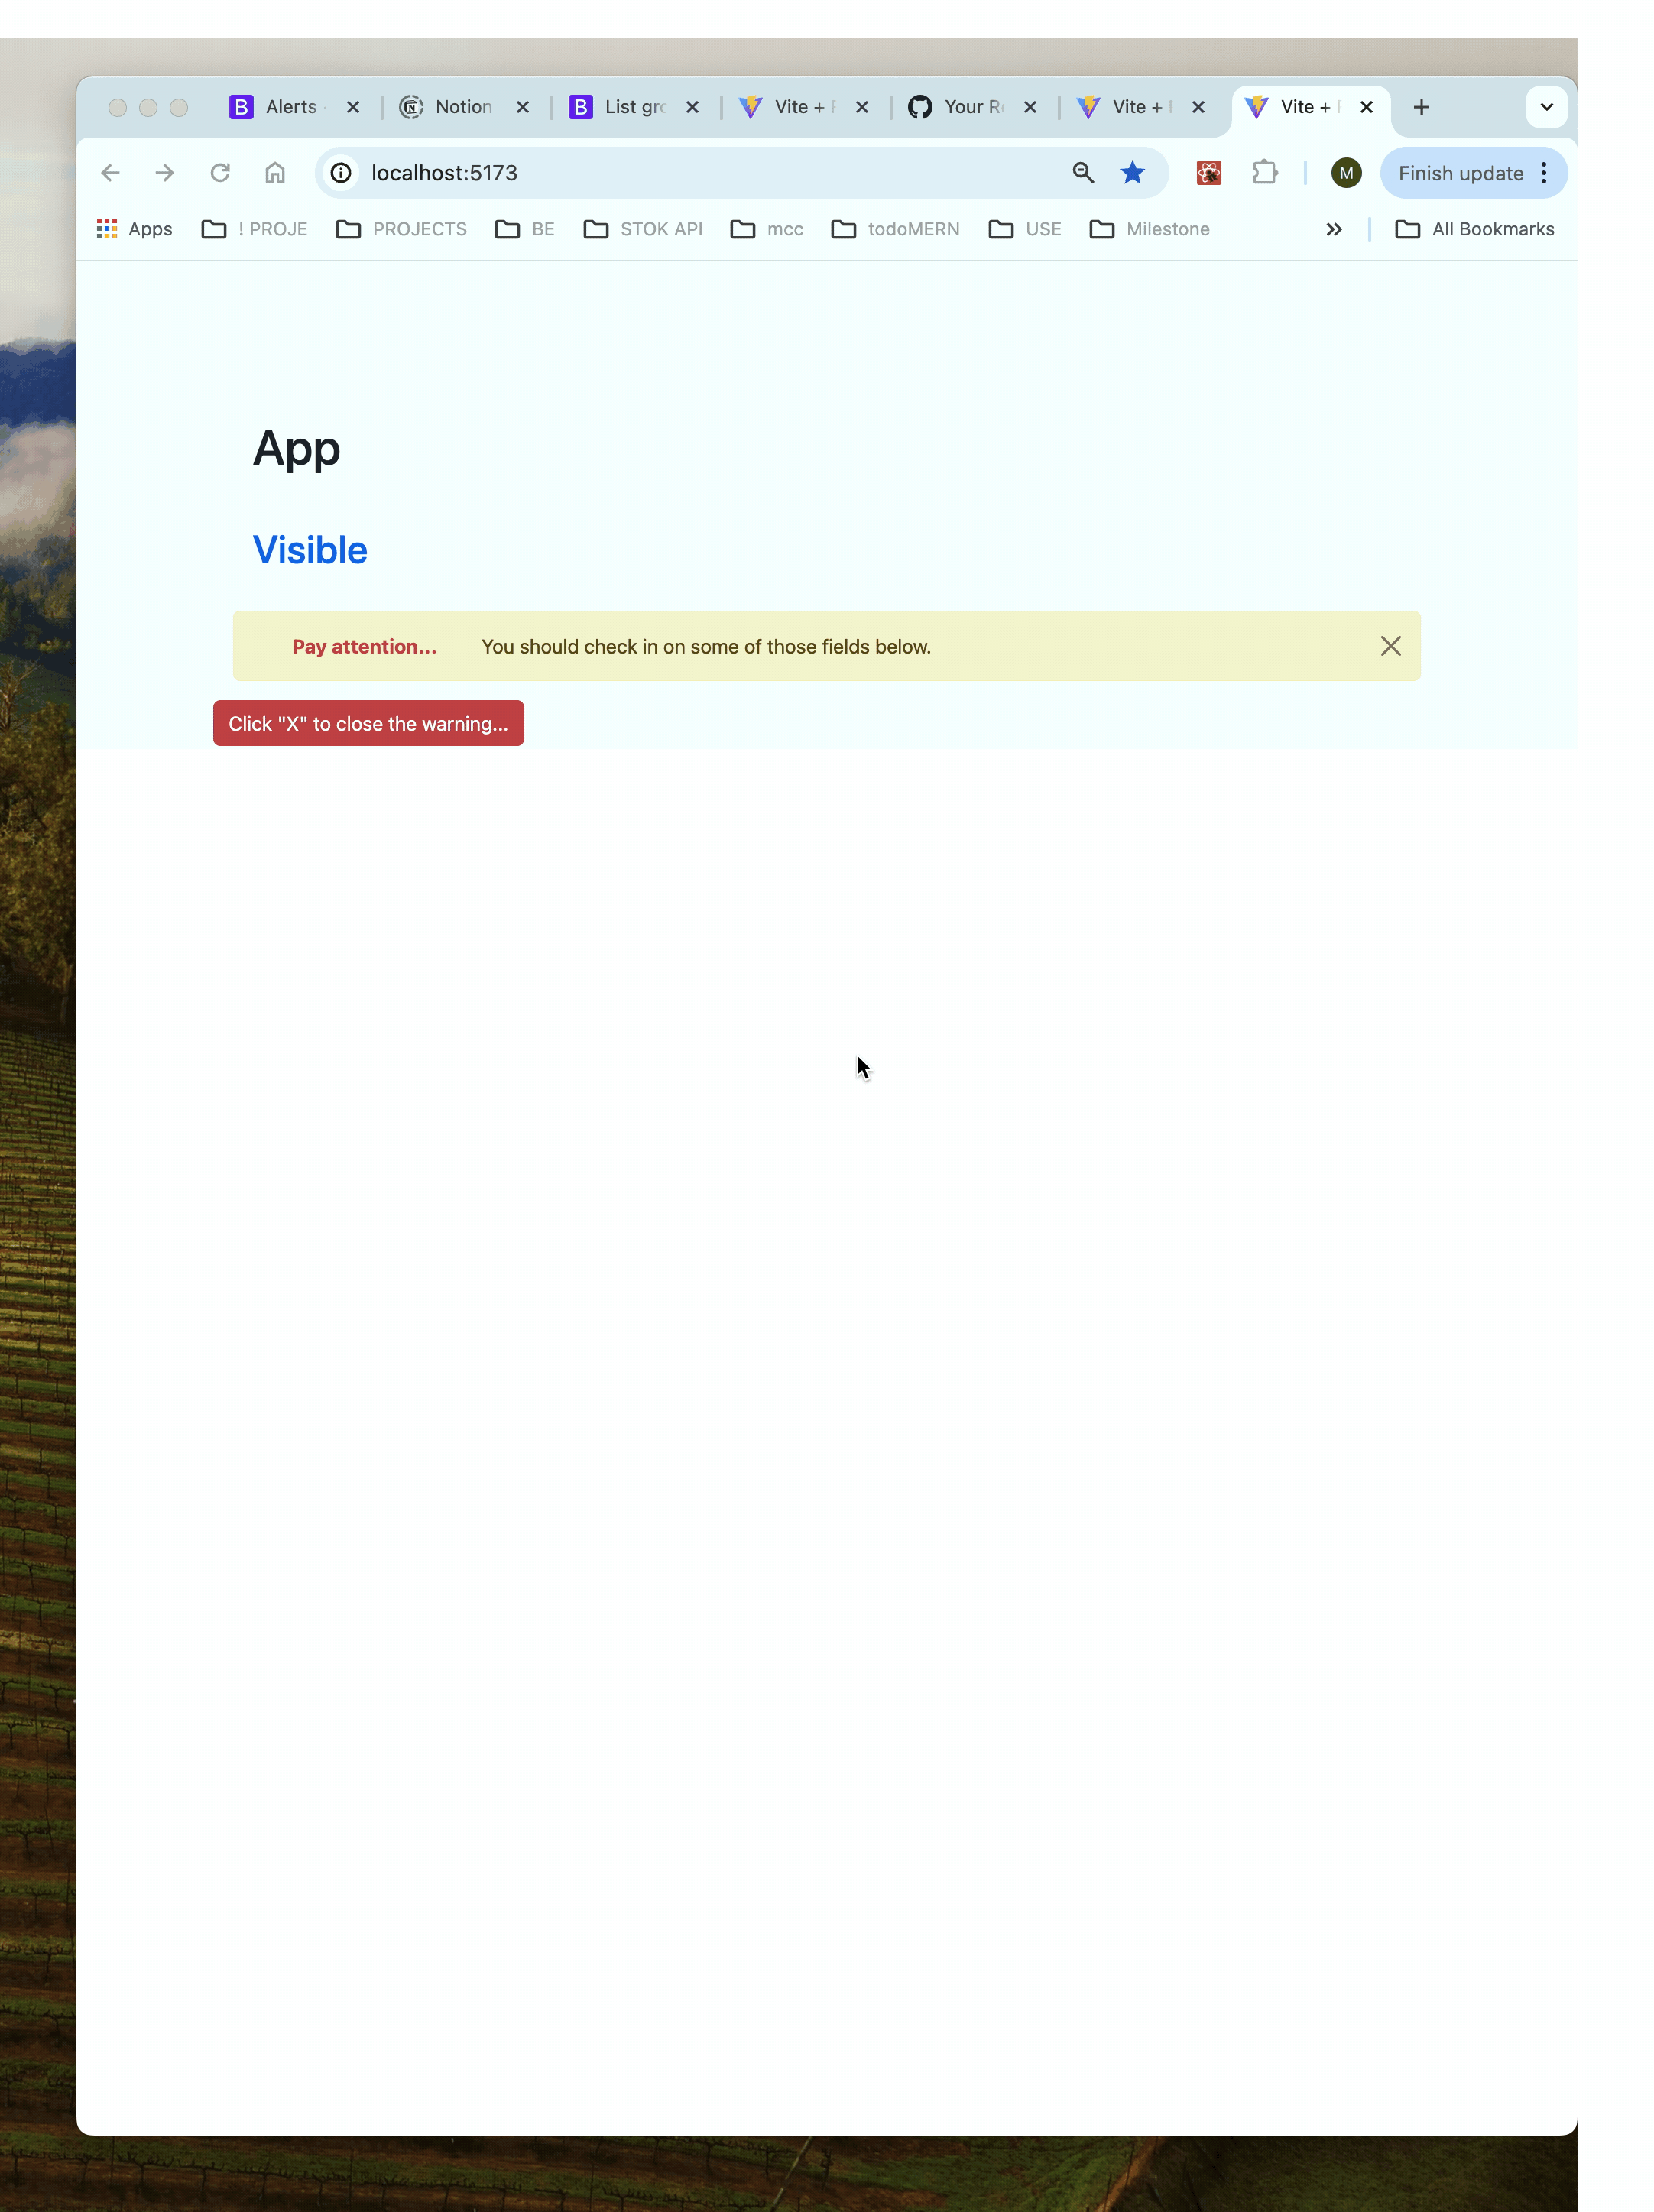 Alerts
Notion
List gro
Vite +
Your Re
Vite +
Vite +
localhost:5173
M
Finish update
Apps
! PROJE
PROJECTS
BE
STOK API
mcc
todoMERN
USE
Milestone
All Bookmarks
App
Visible
Pay attention... You should check in on some of those fields below.
Click "X" to close the warning...